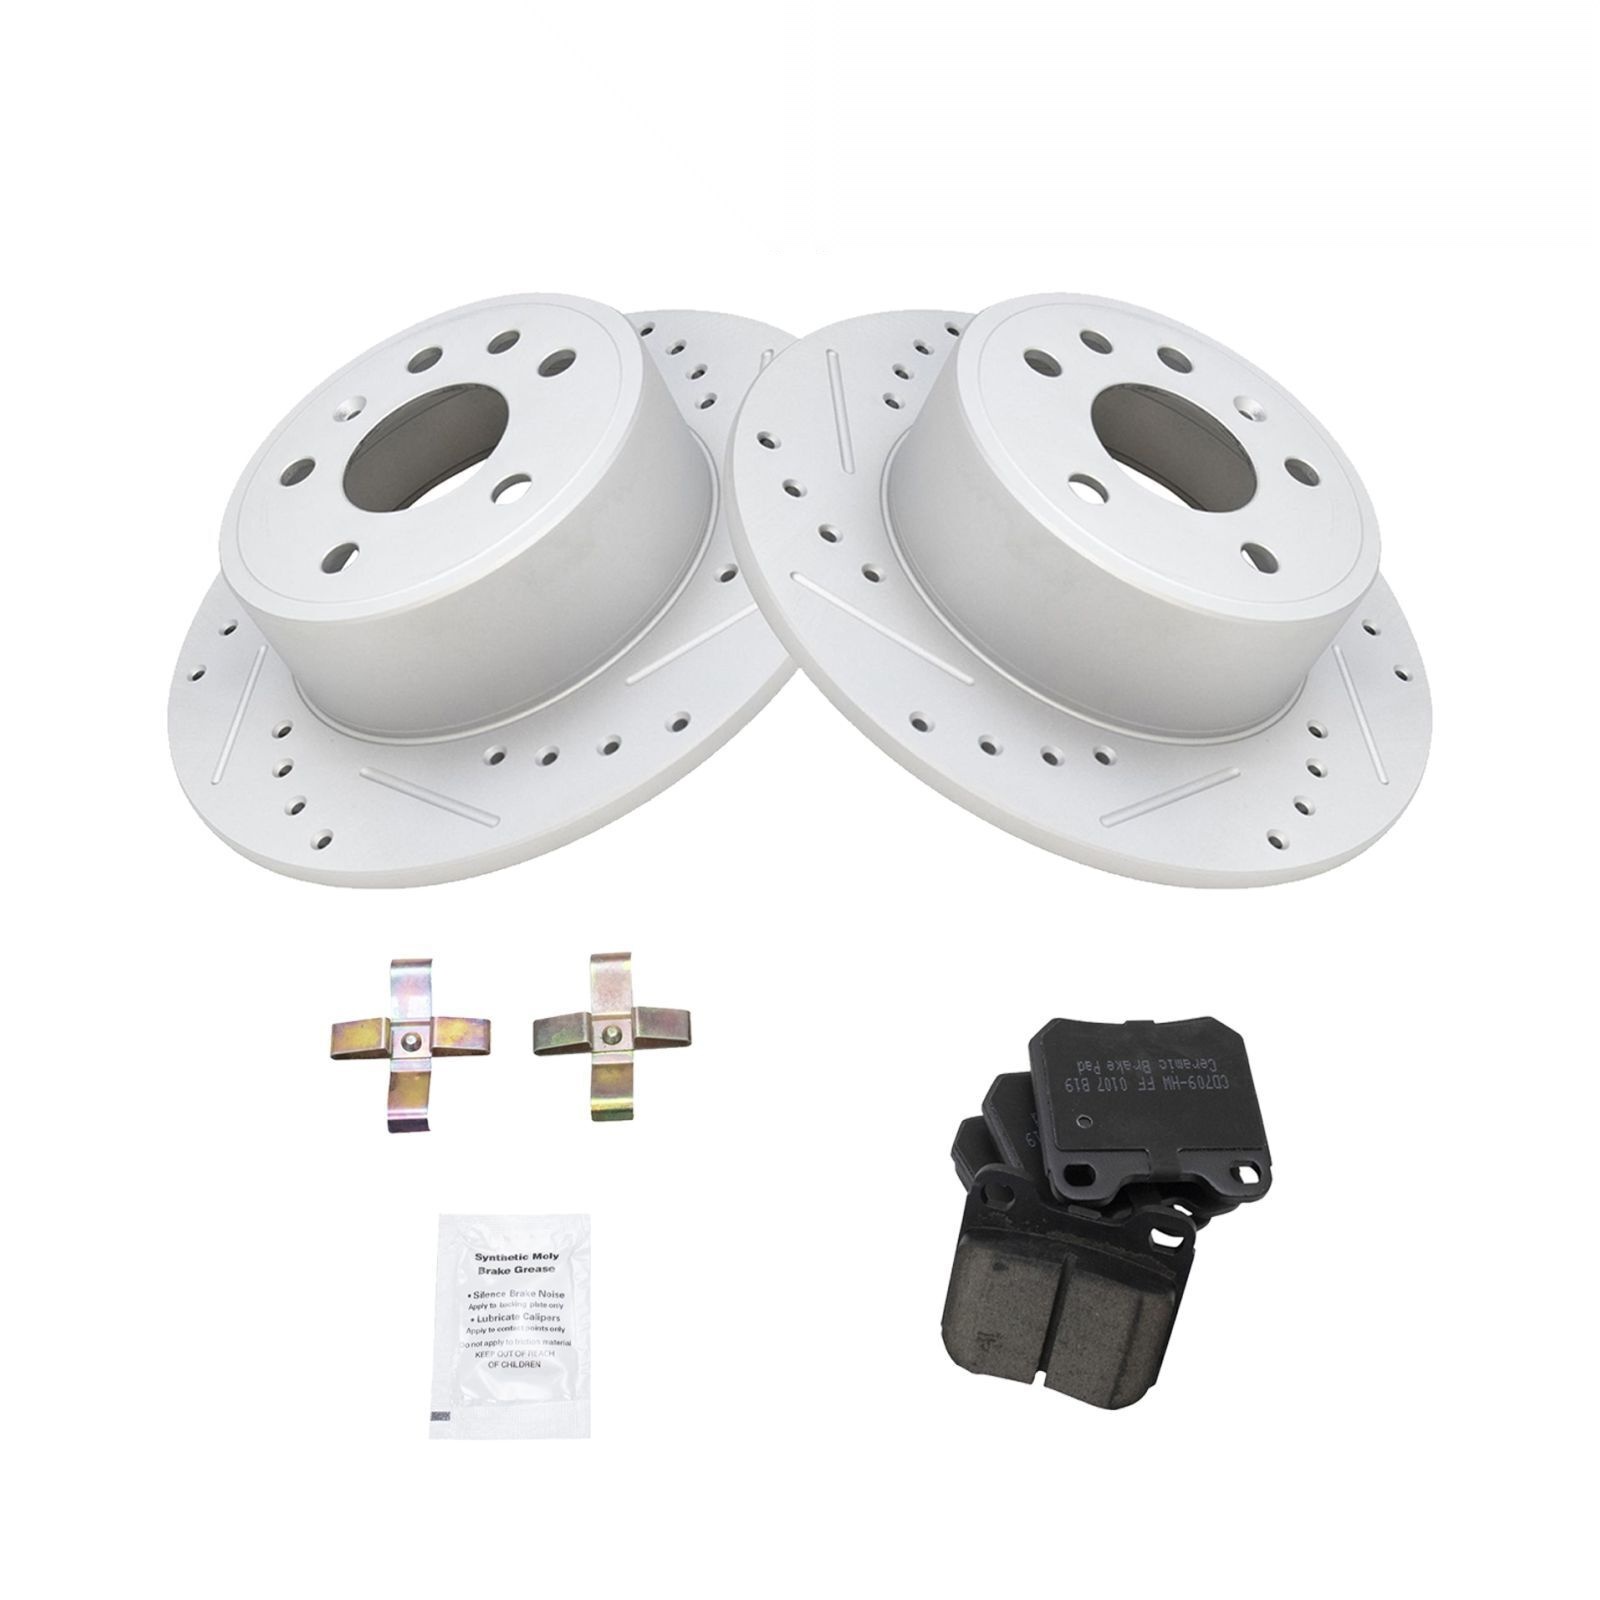 CD709-HW FF 0107 B19
Ceramic Brake Pad
Synthetic Moly
Brake Grease
• Silence Brake Noise
Apply to backing plate only
• Lubricate Calipers
Apply to contact points only
Do not apply to friction material
KEEP OUT OF REACH
OF CHILDREN